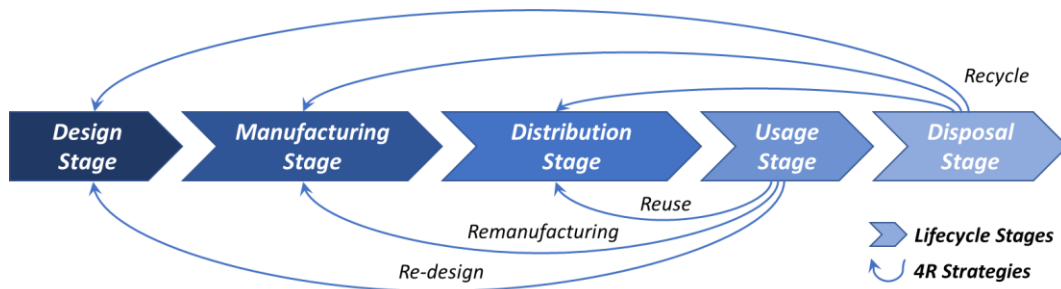 Recycle
Design
Stage
Manufacturing
Stage
Distribution
Stage
Usage
Stage
Disposal
Stage
Reuse
Remanufacturing
Re-design
Lifecycle Stages
4R Strategies